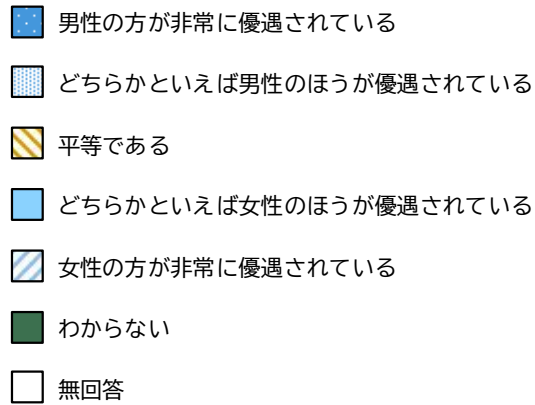 男性の方が非常に優遇されている
どちらかといえば男性のほうが優遇されている
平等である
どちらかといえば女性のほうが優遇されている
女性の方が非常に優遇されている
わからない
無回答